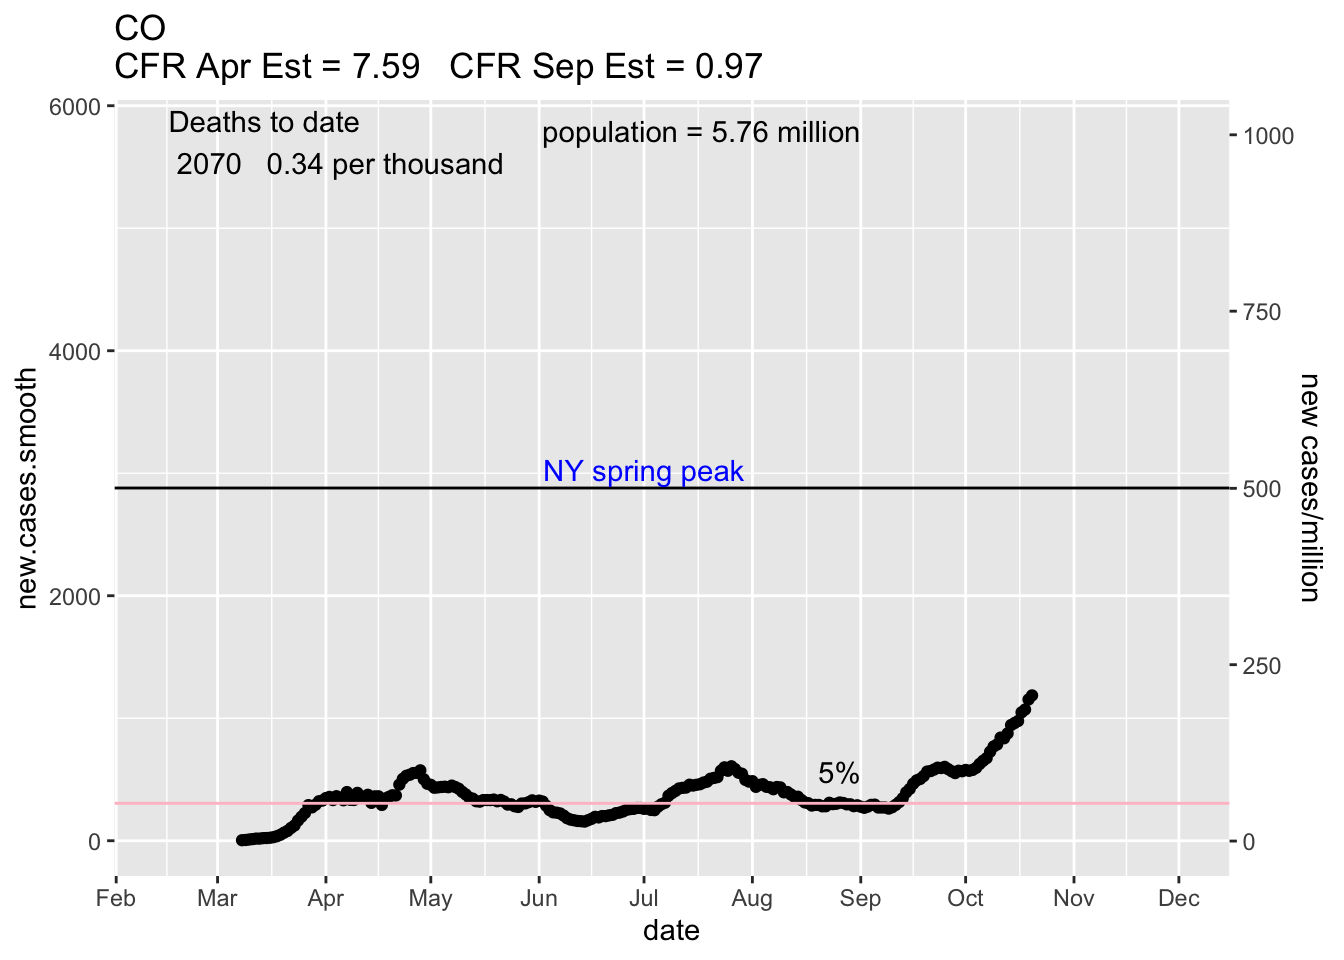 CO
CFR Apr Est = 7.59   CFR Sep Est = 0.97
6000
4000
2000
0
new.cases.smooth
Deaths to date
2070   0.34 per thousand
population = 5.76 million
NY spring peak
5%
1000
750
500
250
0
new cases/million
Feb Mar Apr May Jun Jul Aug Sep Oct Nov Dec
date